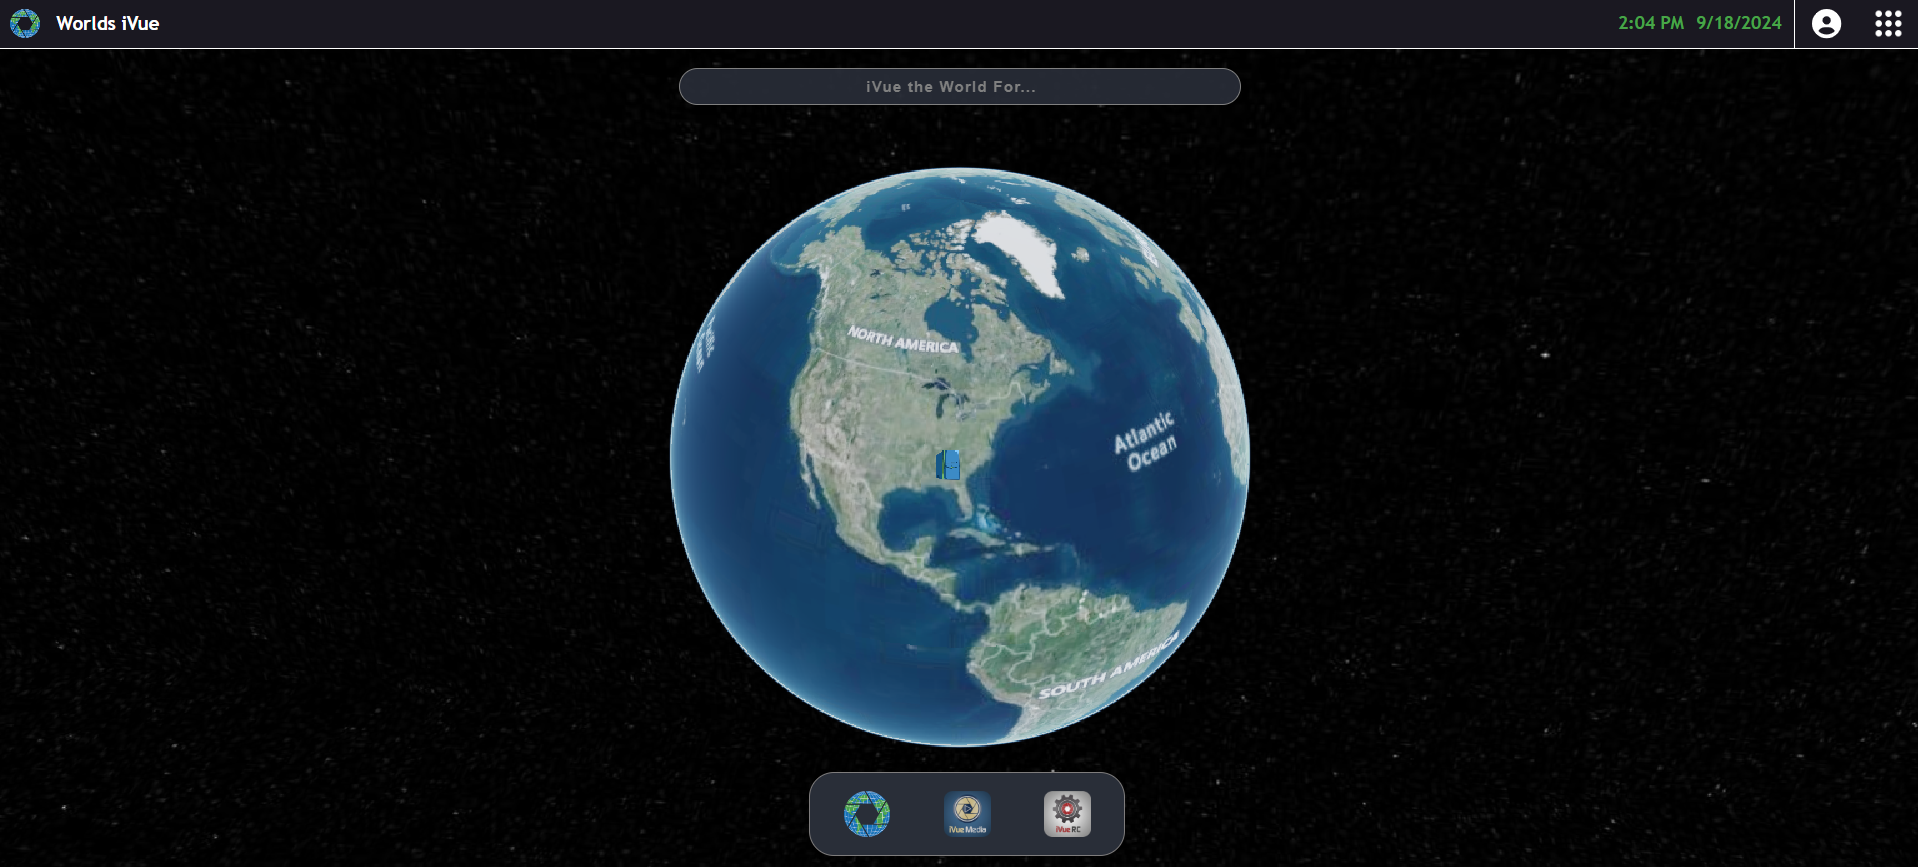 Worlds iVue
2:04 PM 9/18/2024
iVue the World For...
NORTH AMERICA
Atlantic
Ocean
SOUTH AMERICA
iVue Media
iVue RC